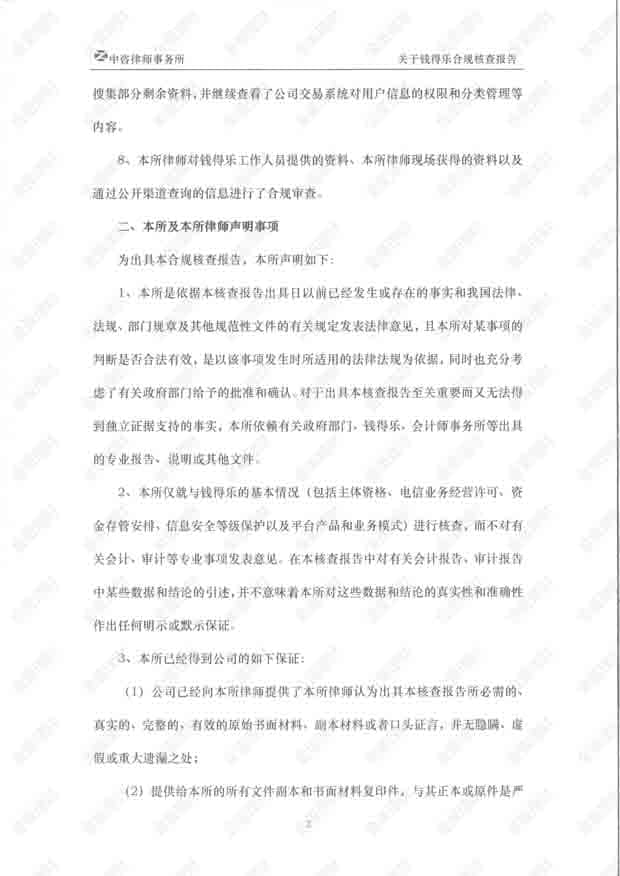 中咨律师事务所 关于钱得乐合规核查报告
搜集部分剩余资料,并继续查看了公司交易系统对用户信息的权限和分类管理等
内容。
8、本所律师对钱得乐工作人员提供的资料、本所律师现场获得的资料以及
通过公开渠道查询的信息进行了合规审查。
二、本所及本所律师声明事项
为出具本合规核查报告,本所声明如下:
1、本所是依据本核查报告出具日以前已经发生或存在的事实和我国法律、
法规、部门规章及其他规范性文件的有关规定发表法律意见,且本所对某事项的
判断是否合法有效,是以该事项发生时所适用的法律法规为依据,同时也充分考
虑了有关政府部门给予的批准和确认。对于出具本核查报告至关重要而又无法得
到独立证据支持的事实,本所依赖有关政府部门、钱得乐、会计师事务所等出具
的专业报告、说明或其他文件。
2、本所仅就与钱得乐的基本情况(包括主体资格、电信业务经营许可、资
金存管安排、信息安全等级保护以及平台产品和业务模式)进行核查,而不对有
关会计、审计等专业事项发表意见。在本核查报告中对有关会计报告、审计报告
中某些数据和结论的引述,并不意味着本所对这些数据和结论的真实性和准确性
作出任何明示或默示保证。
3、本所已经得到公司的如下保证:
(1)公司已经向本所律师提供了本所律师认为出具本核查报告所必需的、
真实的、完整的、有效的原始书面材料、副本材料或者口头证言,并无隐瞒、虚
假或重大遗漏之处;
(2)提供给本所的所有文件副本和书面材料复印件,与其正本或原件是严
2